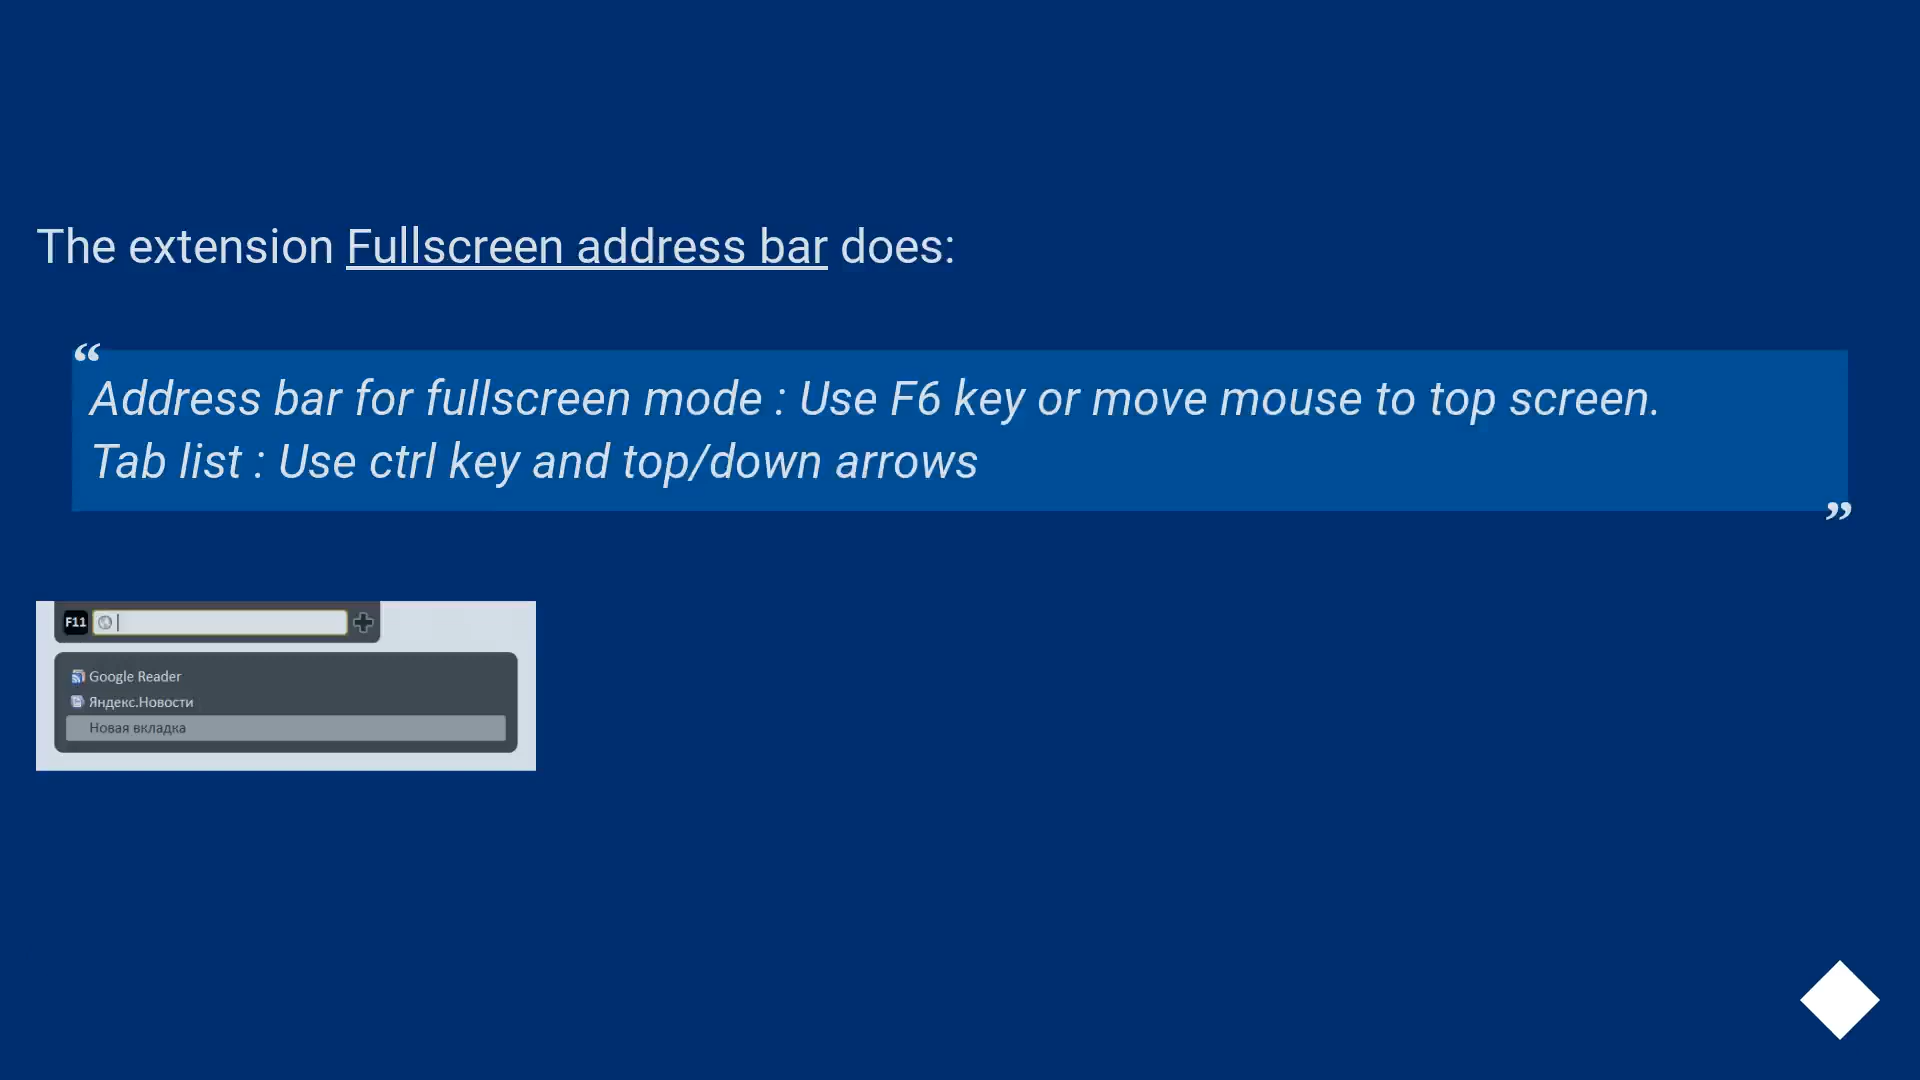 The extension Fullscreen address bar does:
“
Address bar for fullscreen mode : Use F6 key or move mouse to top screen.
Tab list : Use ctrl key and top/down arrows
”
F11
Google Reader
Яндекс.Новости
Новая вкладка